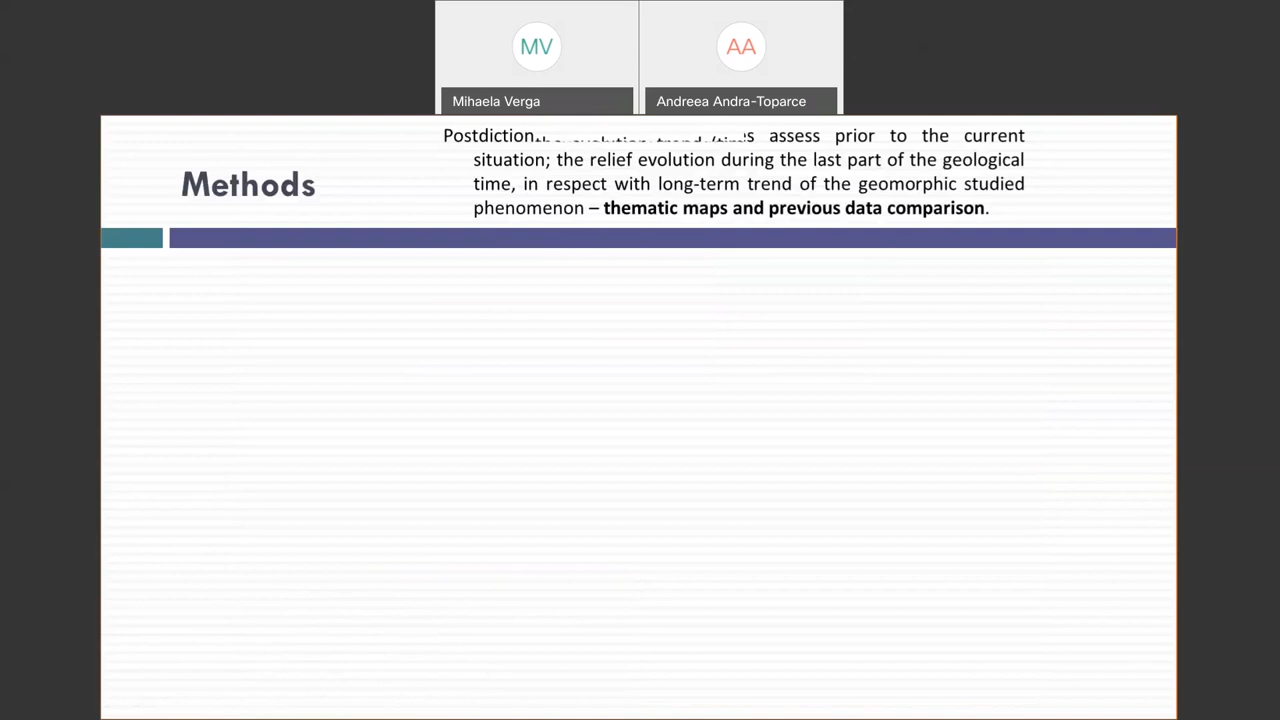 MV
AA
Mihaela Verga
Andreea Andra-Toparce
Methods
Postdiction assess prior to the current
situation; the relief evolution during the last part of the geological
time, in respect with long-term trend of the geomorphic studied
phenomenon – thematic maps and previous data comparison.